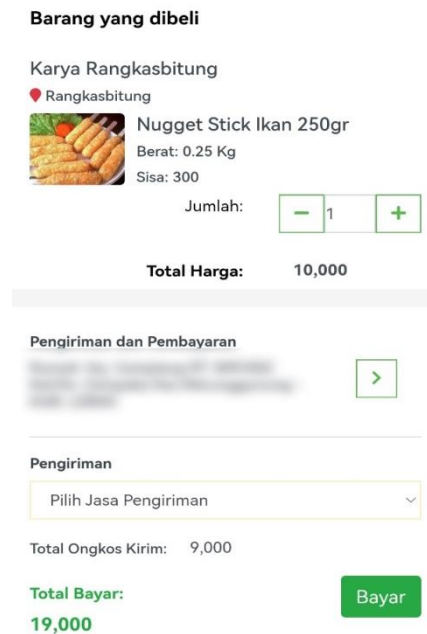 Barang yang dibeli
Karya Rangkasbitung
Rangkasbitung
Nugget Stick Ikan 250gr
Berat: 0.25 Kg
Sisa: 300
Jumlah: 1
Total Harga: 10,000
Pengiriman dan Pembayaran
Pengiriman
Pilih Jasa Pengiriman
Total Ongkos Kirim: 9,000
Total Bayar:
Bayar
19,000